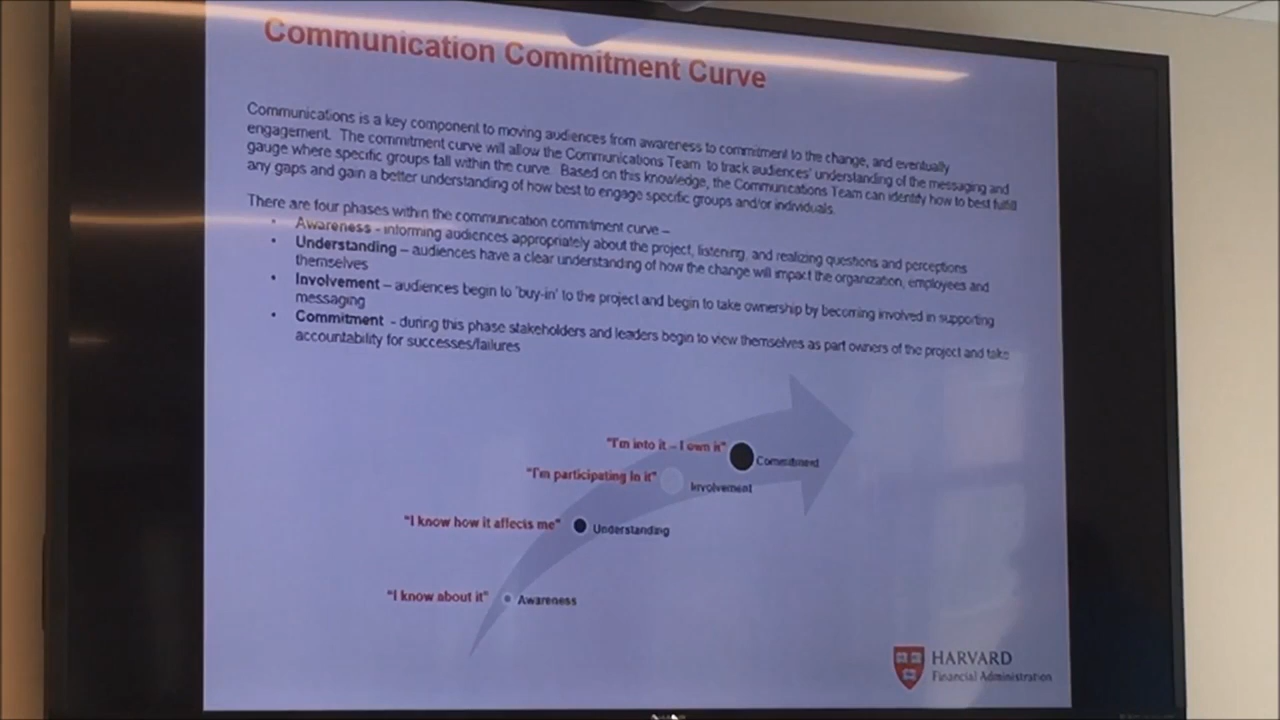 Communication Commitment Curve
Communications is a key component to moving audiences from awareness to commitment to the change, and eventually
engagement. The commitment curve will allow the Communications Team to track audiences' understanding of the messaging and
gauge where specific groups fall within the curve. Based on this knowledge, the Communications Team can identify how to best fulfill
any gaps and gain a better understanding of how best to engage specific groups and/or individuals.
There are four phases within the communication commitment curve –
• Awareness - informing audiences appropriately about the project, listening, and realizing questions and perceptions
• Understanding – audiences have a clear understanding of how the change will impact the organization, employees and
themselves
• Involvement – audiences begin to 'buy-in' to the project and begin to take ownership by becoming involved in supporting
messaging
• Commitment - during this phase stakeholders and leaders begin to view themselves as part owners of the project and take
accountability for successes/failures
"I'm into it – I own it"
Commitment
"I'm participating in it"
Involvement
"I know how it affects me"
Understanding
"I know about it"
Awareness
HARVARD
Financial Administration